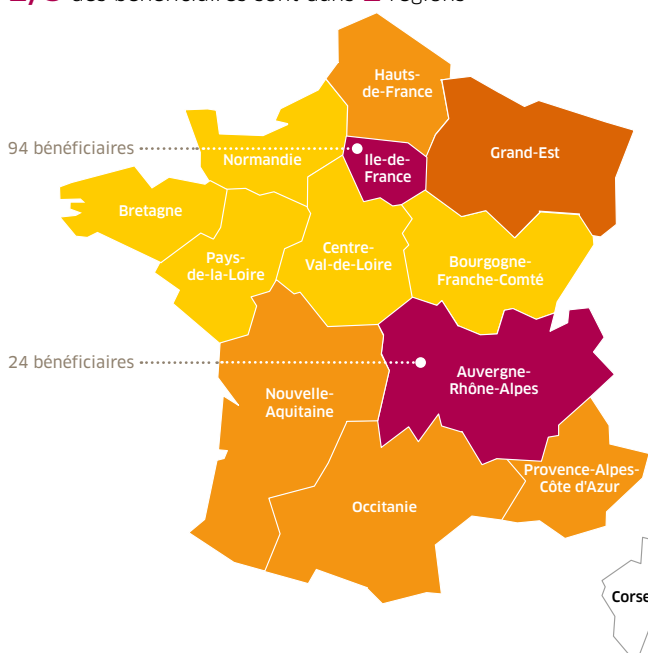 des bénéficiaires sont dans 2 régions
Hauts-
de-France
94 bénéficiaires
Normandie
Ile-de-
France
Grand-Est
Bretagne
Pays-
de-la-Loire
Centre-
Val-de-Loire
Bourgogne-
Franche-Comté
24 bénéficiaires
Auvergne-
Rhône-Alpes
Nouvelle-
Aquitaine
Provence-Alpes-
Côte d'Azur
Occitanie
Corse